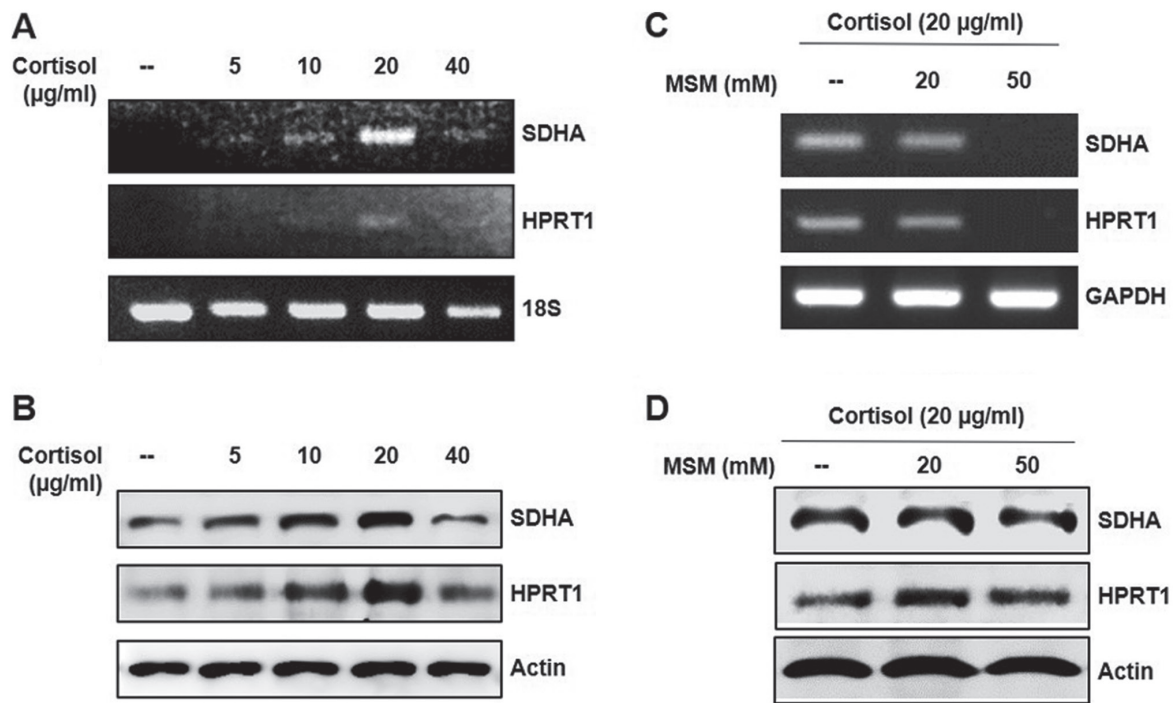 A
Cortisol -- 5 10 20 40
(µg/ml)
SDHA
HPRT1
18S
B
Cortisol -- 5 10 20 40
(µg/ml)
SDHA
HPRT1
Actin
C
Cortisol (20 µg/ml)
MSM (mM) -- 20 50
SDHA
HPRT1
GAPDH
D
Cortisol (20 µg/ml)
MSM (mM) -- 20 50
SDHA
HPRT1
Actin